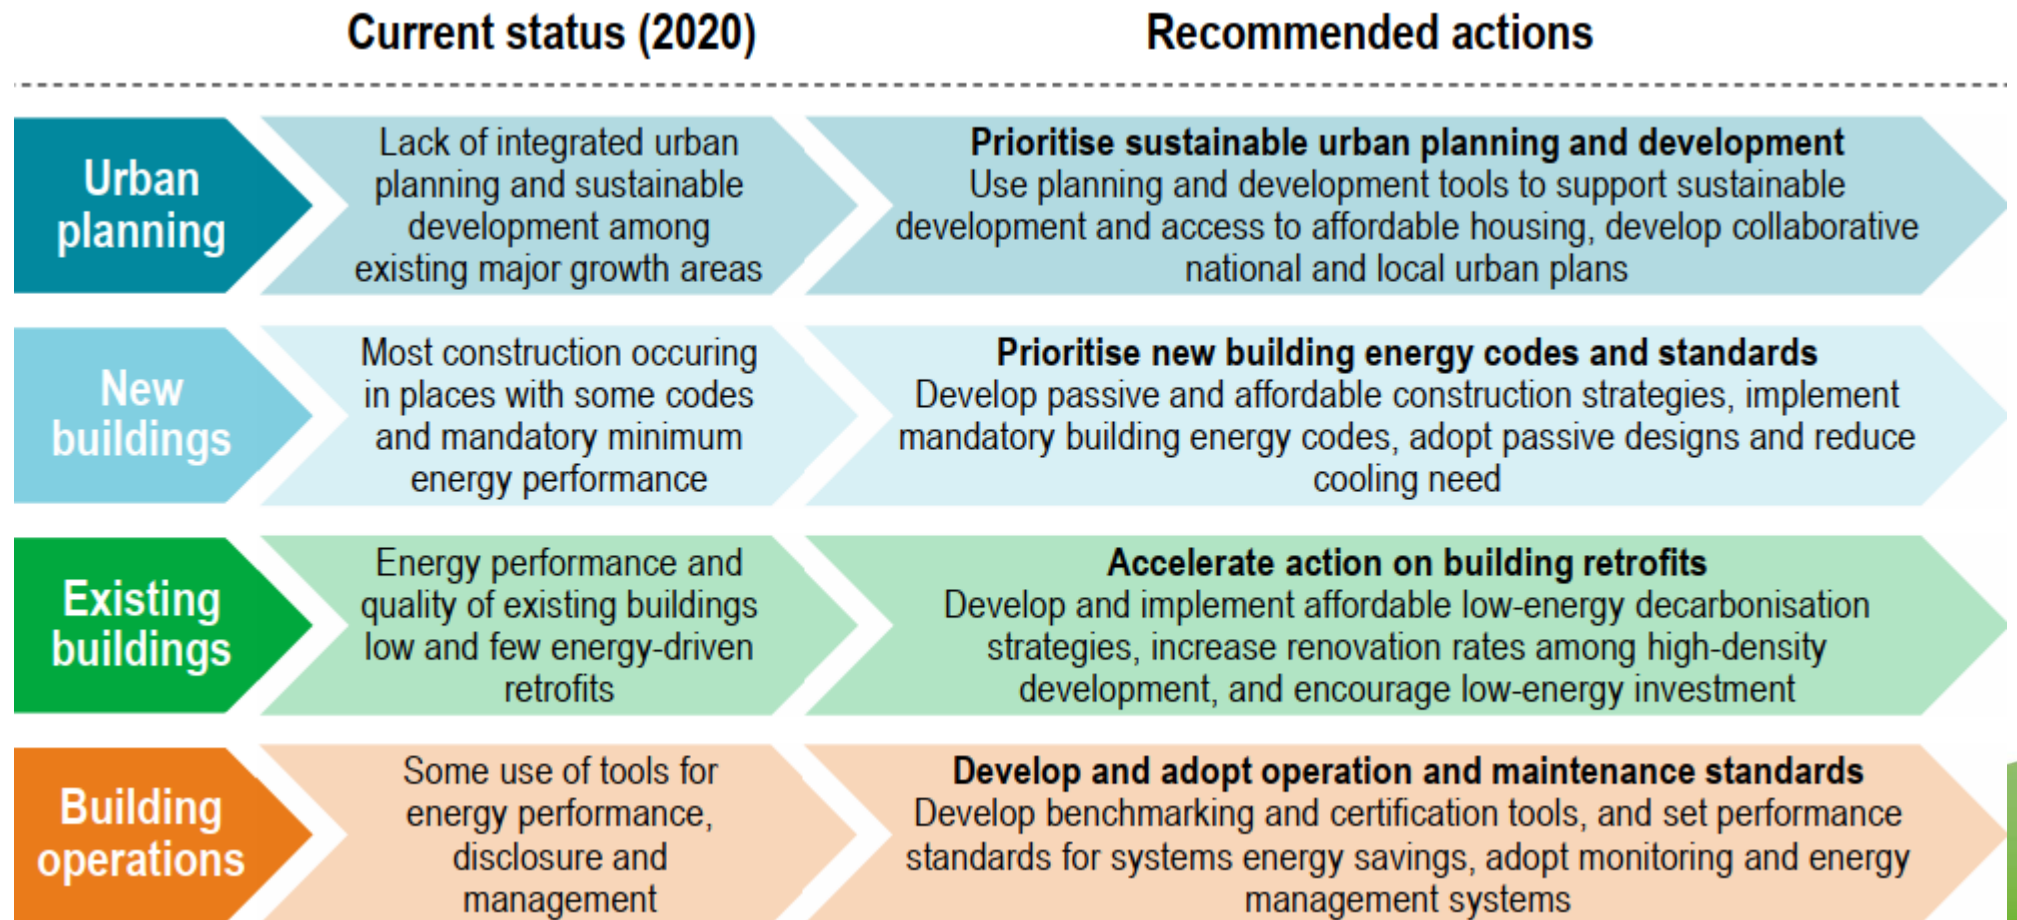 Current status (2020)
Recommended actions
Urban
planning
Lack of integrated urban
planning and sustainable
development among
existing major growth areas
Prioritise sustainable urban planning and development
Use planning and development tools to support sustainable
development and access to affordable housing, develop collaborative
national and local urban plans
New
buildings
Most construction occuring
in places with some codes
and mandatory minimum
energy performance
Prioritise new building energy codes and standards
Develop passive and affordable construction strategies, implement
mandatory building energy codes, adopt passive designs and reduce
cooling need
Existing
buildings
Energy performance and
quality of existing buildings
low and few energy-driven
retrofits
Accelerate action on building retrofits
Develop and implement affordable low-energy decarbonisation
strategies, increase renovation rates among high-density
development, and encourage low-energy investment
Building
operations
Some use of tools for
energy performance,
disclosure and
management
Develop and adopt operation and maintenance standards
Develop benchmarking and certification tools, and set performance
standards for systems energy savings, adopt monitoring and energy
management systems